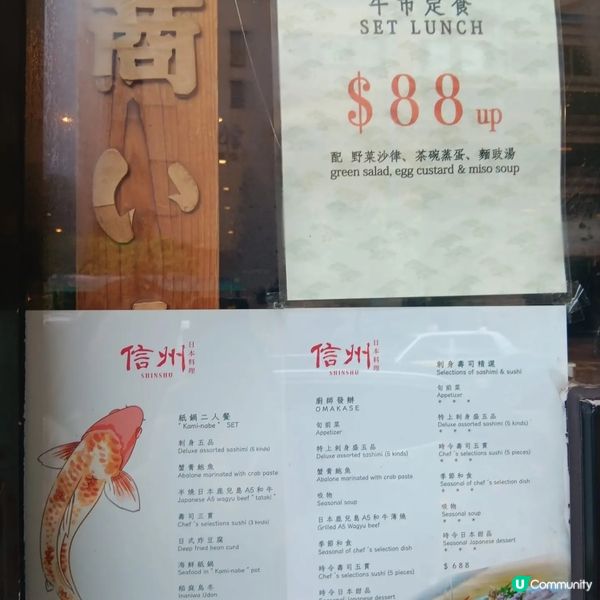 商い
午市定食
SET LUNCH
$88 up
配 野菜沙律、茶碗蒸蛋、麵豉湯
green salad, egg custard & miso soup
信州
日本料理
SHINSHU
紙鍋二人餐
"Kami-nabe" SET
刺身五品
Deluxe assorted sashimi (5 kinds)
蟹膏鮑魚
Abalone marinated with crab paste
半燒日本鹿兒島A5和牛
Japanese A5 wagyu beef "tataki"
壽司三貫
Chef's selections sushi (3 kinds)
日式炸豆腐
Deep fried bean curd
海鮮紙鍋
Seafood in "Kami-nabe" pot
稻庭烏冬
Inaniwa Udon
信州
日本料理
SHINSHU
廚師發辦
OMAKASE
旬前菜
Appetizer
特上刺身盛品
Deluxe assorted sashimi (5 kinds)
蟹膏鮑魚
Abalone marinated with crab paste
吸物
Seasonal soup
日本鹿兒島A5和牛薄燒
Grilled A5 Wagyu beef
季節和食
Seasonal of chef's selection dish
時令壽司五貫
Chef's selections sushi (5 pieces)
時令日本甜品
Seasonal Japanese dessert
刺身壽司精選
Selections of sashimi & sushi
旬前菜
Appetizer
* * *
特上刺身盛品
Deluxe assorted sashimi (5 kinds)
* * *
時令壽司五貫
Chef's selections sushi (5 pieces)
* * *
季節和食
Seasonal of chef's selection dish
* * *
吸物
Seasonal soup
* * *
時令日本甜品
Seasonal Japanese dessert
$688
U Community